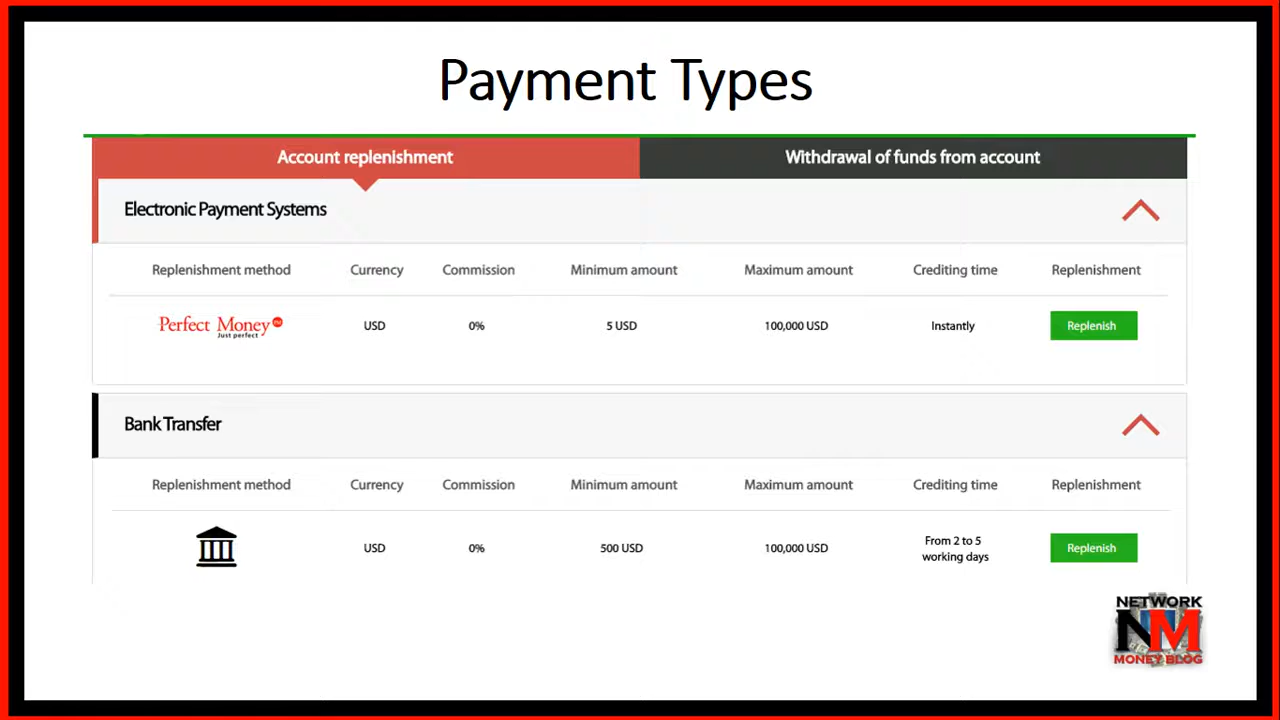 Payment Types
Account replenishment Withdrawal of funds from account
Electronic Payment Systems
Replenishment method Currency Commission Minimum amount Maximum amount Crediting time Replenishment
Perfect Money PM USD 0% 5 USD 100,000 USD Instantly Replenish
Just perfect
Bank Transfer
Replenishment method Currency Commission Minimum amount Maximum amount Crediting time Replenishment
USD 0% 500 USD 100,000 USD From 2 to 5 Replenish
working days
NETWORK
NM
MONEY BLOG